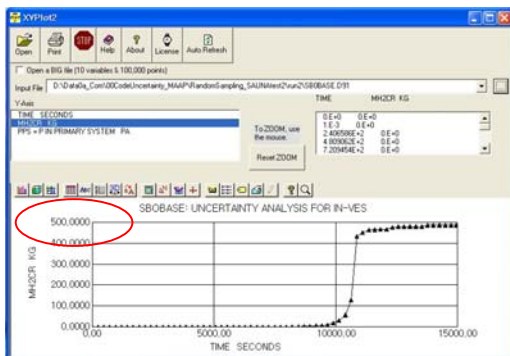 XYPlot2
Open Print STOP Help About License Auto Refresh
Open a BIG file (10 variables & 100,000 points)
Input File D:\Data0a_Com\00CodeUncertainty_MAAP\RandomSampling_SAUNAtest2\run2\SBOBASE.D91
Y-Axis
TIME SECONDS
MH2CR KG
PPS = P IN PRIMARY SYSTEM PA
To ZOOM, use
the mouse.
Reset ZOOM
TIME MH2CR KG
0.E+0 0.E+0
1.E-3 0.E+0
2.406586E+2 0.E+0
4.809062E+2 0.E+0
7.209454E+2 0.E+0
SBOBASE: UNCERTAINTY ANALYSIS FOR IN-VES
500.0000
400.0000
300.0000
200.0000
100.0000
0.0000
MH2CR KG
0.00 5000.00 10000.00 15000.00
TIME SECONDS